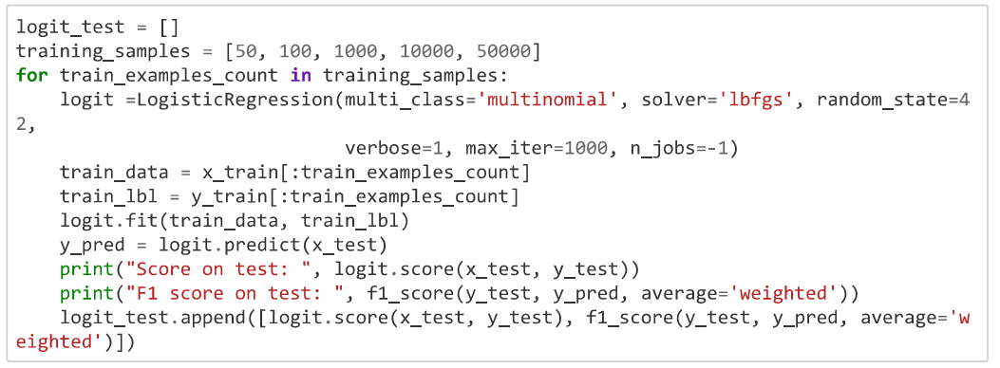 logit_test = []
training_samples = [50, 100, 1000, 10000, 50000]
for train_examples_count in training_samples:
    logit =LogisticRegression(multi_class='multinomial', solver='lbfgs', random_state=4
2,
                              verbose=1, max_iter=1000, n_jobs=-1)
    train_data = x_train[:train_examples_count]
    train_lbl = y_train[:train_examples_count]
    logit.fit(train_data, train_lbl)
    y_pred = logit.predict(x_test)
    print("Score on test: ", logit.score(x_test, y_test))
    print("F1 score on test: ", f1_score(y_test, y_pred, average='weighted'))
    logit_test.append([logit.score(x_test, y_test), f1_score(y_test, y_pred, average='w
eighted')])